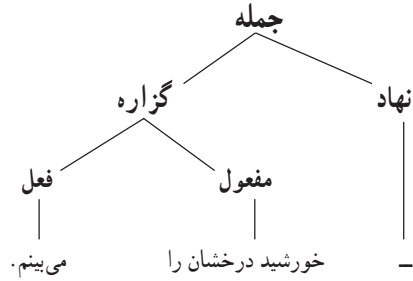 جمله
نهاد گزاره
مفعول فعل
– خورشید درخشان را می‌بینم.